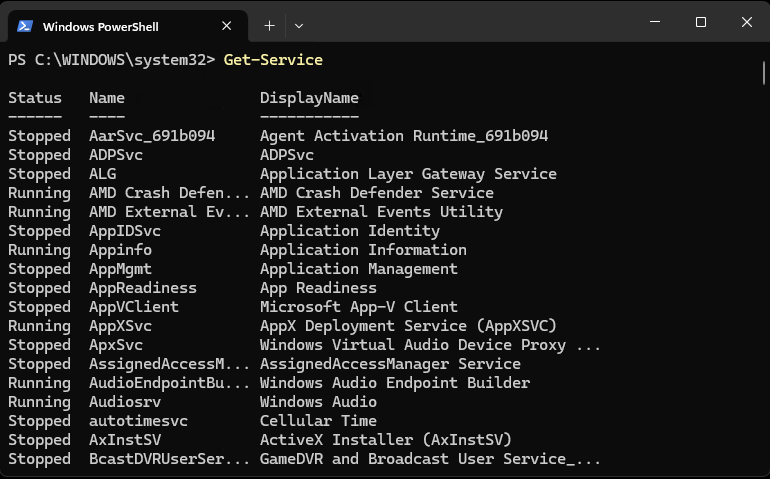 Windows PowerShell
PS C:\WINDOWS\system32> Get-Service
Status   Name               DisplayName
------   ----               -----------
Stopped  AarSvc_691b094     Agent Activation Runtime_691b094
Stopped  ADPSvc             ADPSvc
Stopped  ALG                Application Layer Gateway Service
Running  AMD Crash Defen... AMD Crash Defender Service
Running  AMD External Ev... AMD External Events Utility
Stopped  AppIDSvc           Application Identity
Running  Appinfo            Application Information
Stopped  AppMgmt            Application Management
Stopped  AppReadiness       App Readiness
Stopped  AppVClient         Microsoft App-V Client
Running  AppXSvc            AppX Deployment Service (AppXSVC)
Stopped  ApxSvc             Windows Virtual Audio Device Proxy ...
Stopped  AssignedAccessM... AssignedAccessManager Service
Running  AudioEndpointBu... Windows Audio Endpoint Builder
Running  Audiosrv           Windows Audio
Stopped  autotimesvc        Cellular Time
Stopped  AxInstSV           ActiveX Installer (AxInstSV)
Stopped  BcastDVRUserSer... GameDVR and Broadcast User Service_...